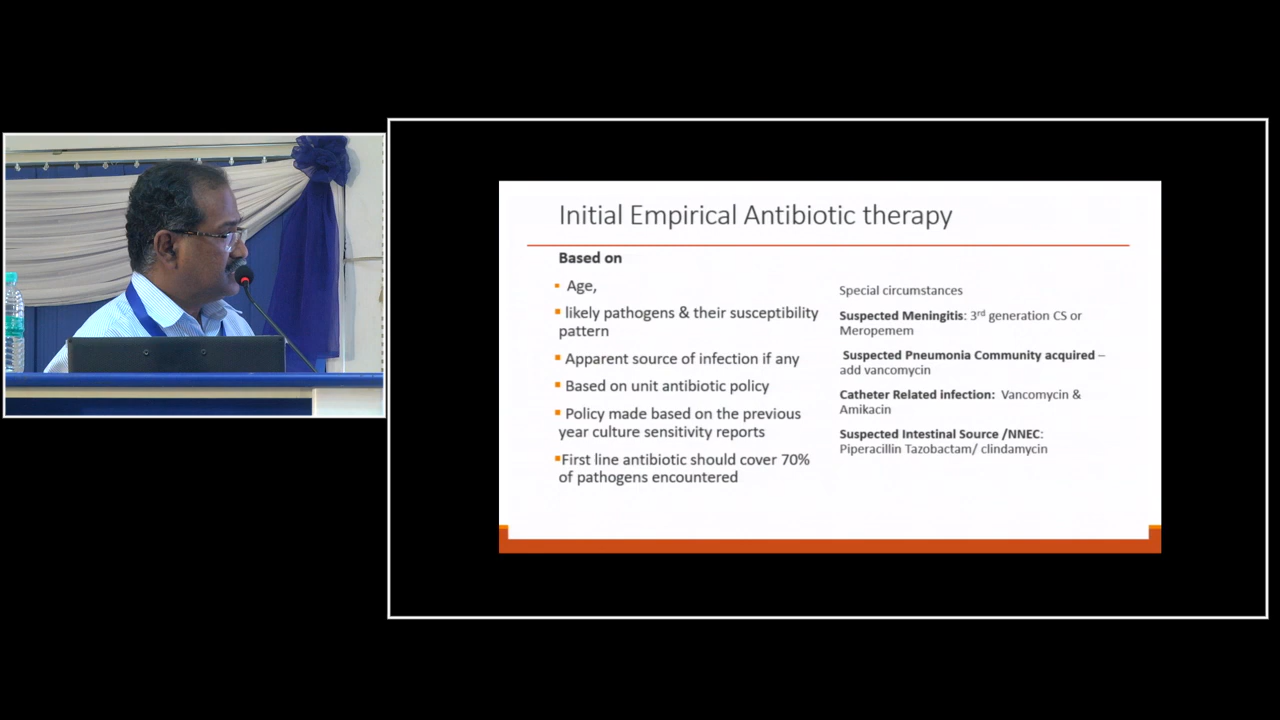 Initial Empirical Antibiotic therapy
Based on
▪ Age,
▪ likely pathogens & their susceptibility
pattern
▪ Apparent source of infection if any
▪ Based on unit antibiotic policy
▪ Policy made based on the previous
year culture sensitivity reports
▪First line antibiotic should cover 70%
of pathogens encountered
Special circumstances
Suspected Meningitis: 3rd generation CS or
Meropemem
Suspected Pneumonia Community acquired –
add vancomycin
Catheter Related infection: Vancomycin &
Amikacin
Suspected Intestinal Source /NNEC:
Piperacillin Tazobactam/ clindamycin